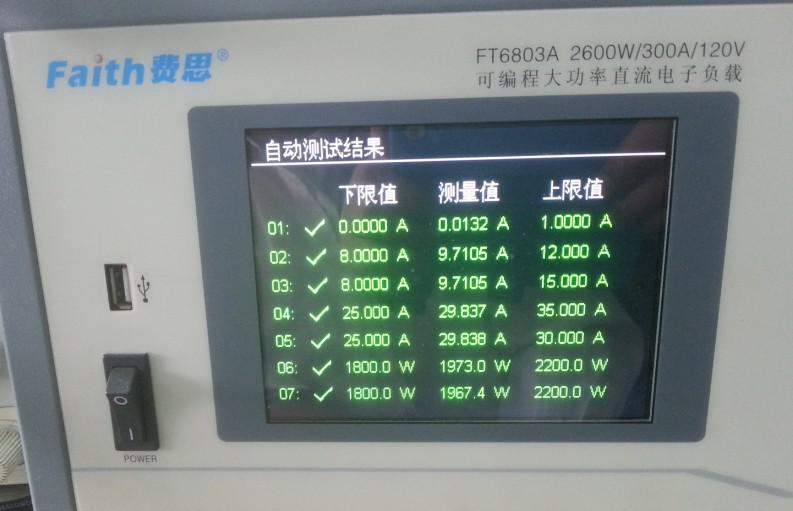 Faith费思®
FT6803A 2600W/300A/120V
可编程大功率直流电子负载
自动测试结果
下限值 测量值 上限值
01: ✓ 0.0000 A 0.0132 A 1.0000 A
02: ✓ 8.0000 A 9.7105 A 12.000 A
03: ✓ 8.0000 A 9.7105 A 15.000 A
04: ✓ 25.000 A 29.837 A 35.000 A
05: ✓ 25.000 A 29.838 A 30.000 A
06: ✓ 1800.0 W 1973.0 W 2200.0 W
07: ✓ 1800.0 W 1967.4 W 2200.0 W
POWER